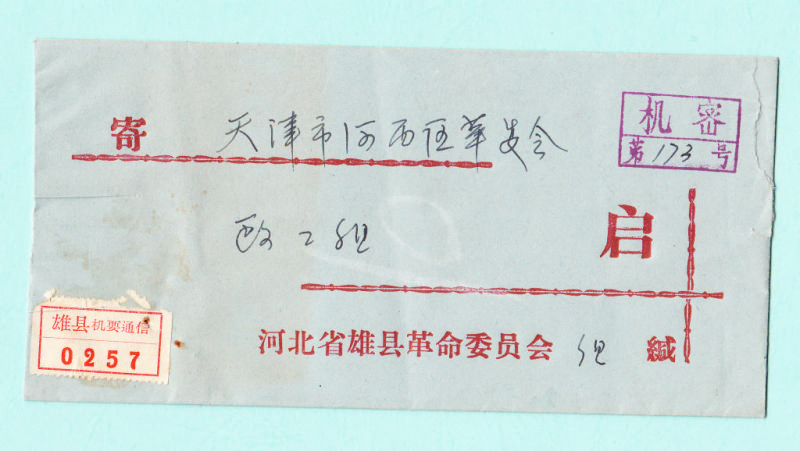 寄 天津市河西区革委会
机密
第173号
政工组 启
雄县机要通信
0257
河北省雄县革命委员会 组 缄